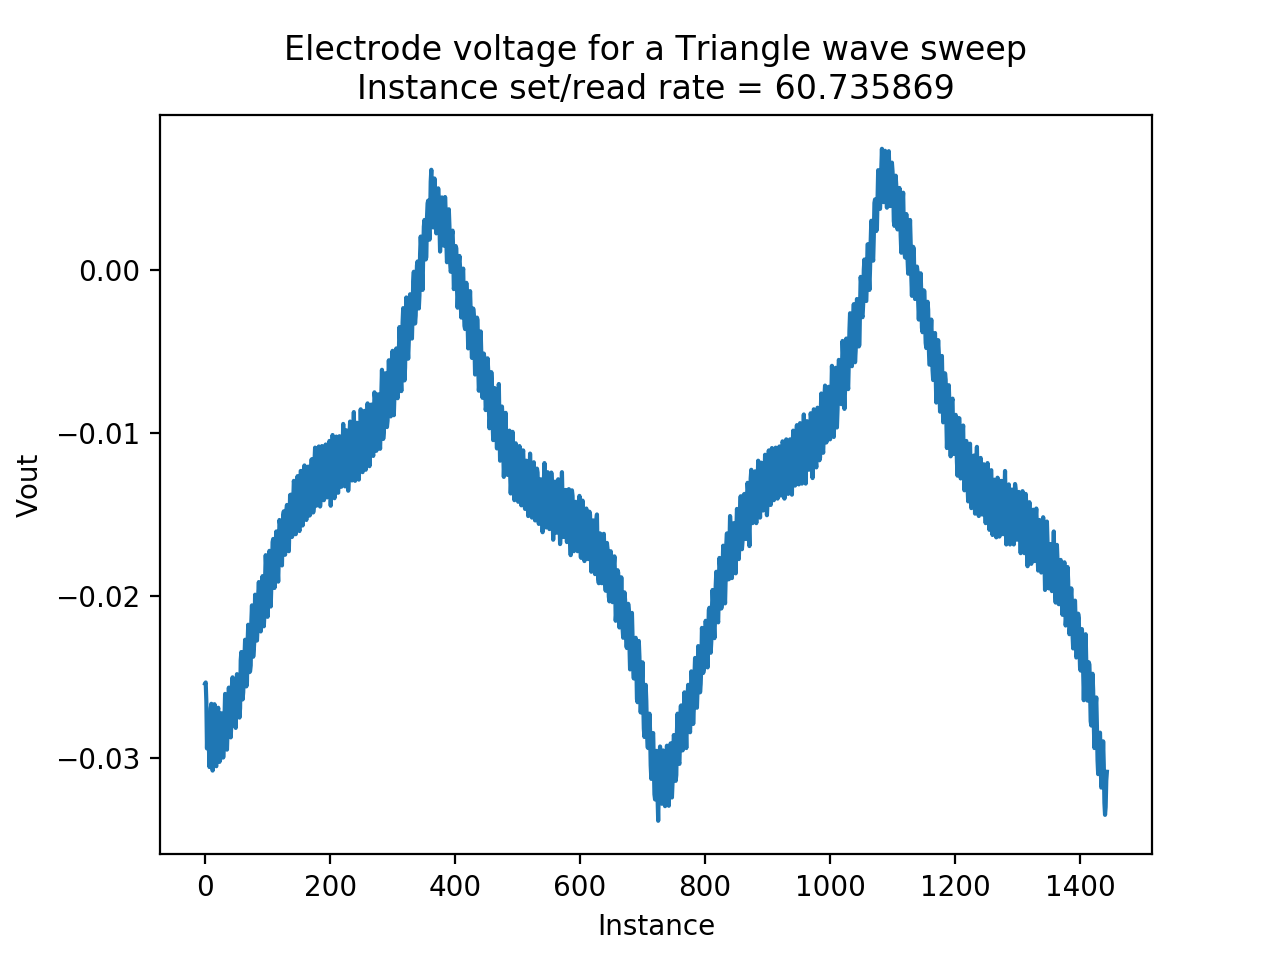 Electrode voltage for a Triangle wave sweep
Instance set/read rate = 60.735869
0.00
−0.01
−0.02
−0.03
Vout
0 200 400 600 800 1000 1200 1400
Instance